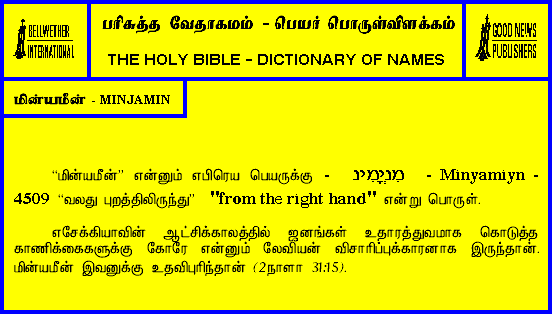 BELLWETHER
INTERNATIONAL
பரிசுத்த வேதாகமம் - பெயர் பொருள்விளக்கம்
THE HOLY BIBLE - DICTIONARY OF NAMES
GOOD NEWS
PUBLISHERS
மின்யமீன் - MINJAMIN
“மின்யமீன்” என்னும் எபிரெய பெயருக்கு - מִנְיָמִינ - Minyamiyn -
4509 “வலது புறத்திலிருந்து” "from the right hand" என்று பொருள்.
எசேக்கியாவின் ஆட்சிக்காலத்தில் ஜனங்கள் உதாரத்துவமாக கொடுத்த
காணிக்கைகளுக்கு கோரே என்னும் லேவியன் விசாரிப்புக்காரனாக இருந்தான்.
மின்யமீன் இவனுக்கு உதவிபுரிந்தான் (2நாளா 31:15).